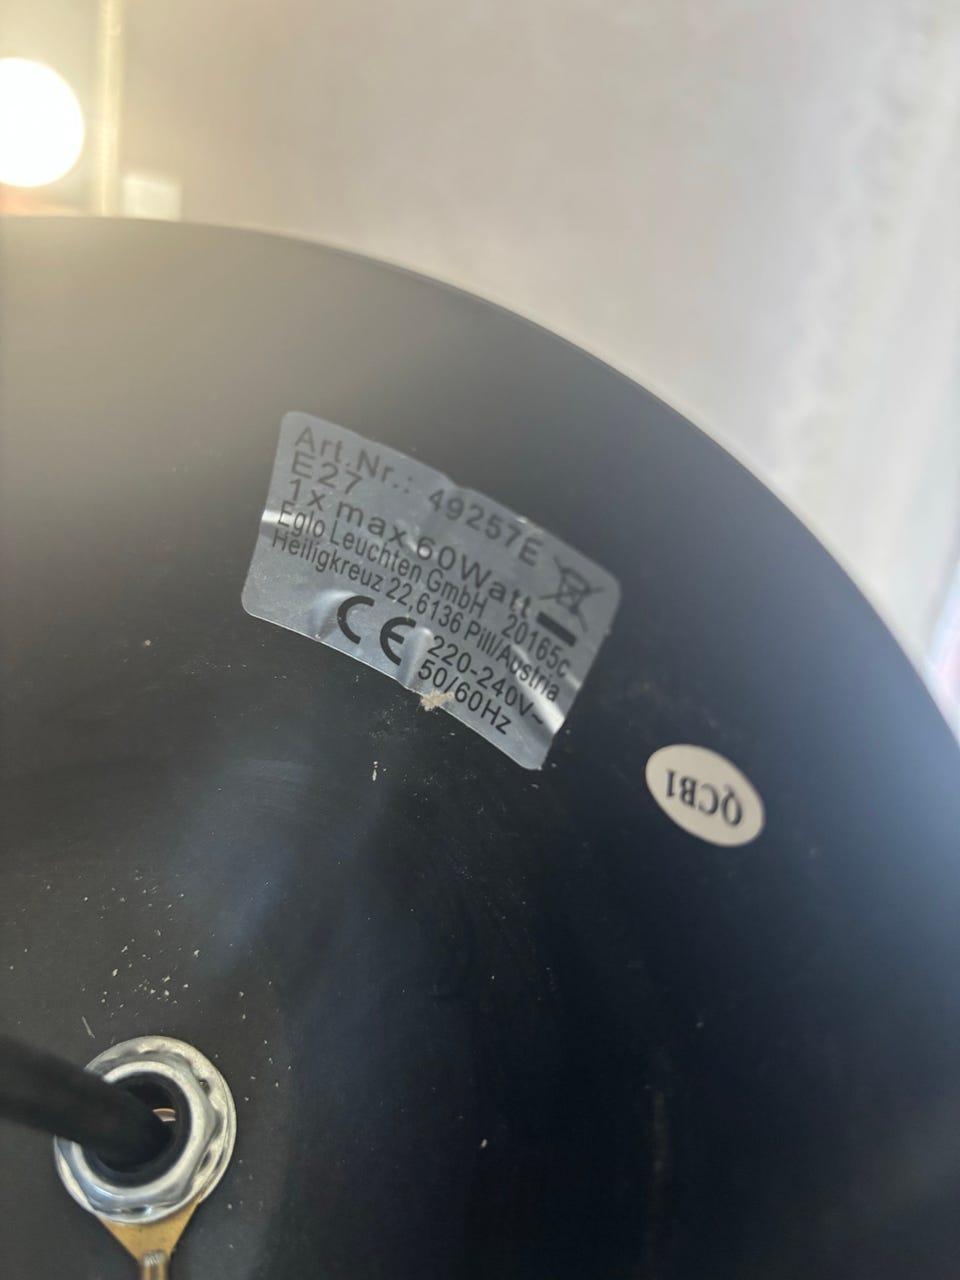 Art.Nr.: 49257E
E27
1x max.60Watt
Eglo Leuchten GmbH 20165c
Heiligkreuz 22,6136 Pill/Austria
CE 220-240V~
50/60Hz
QCB1